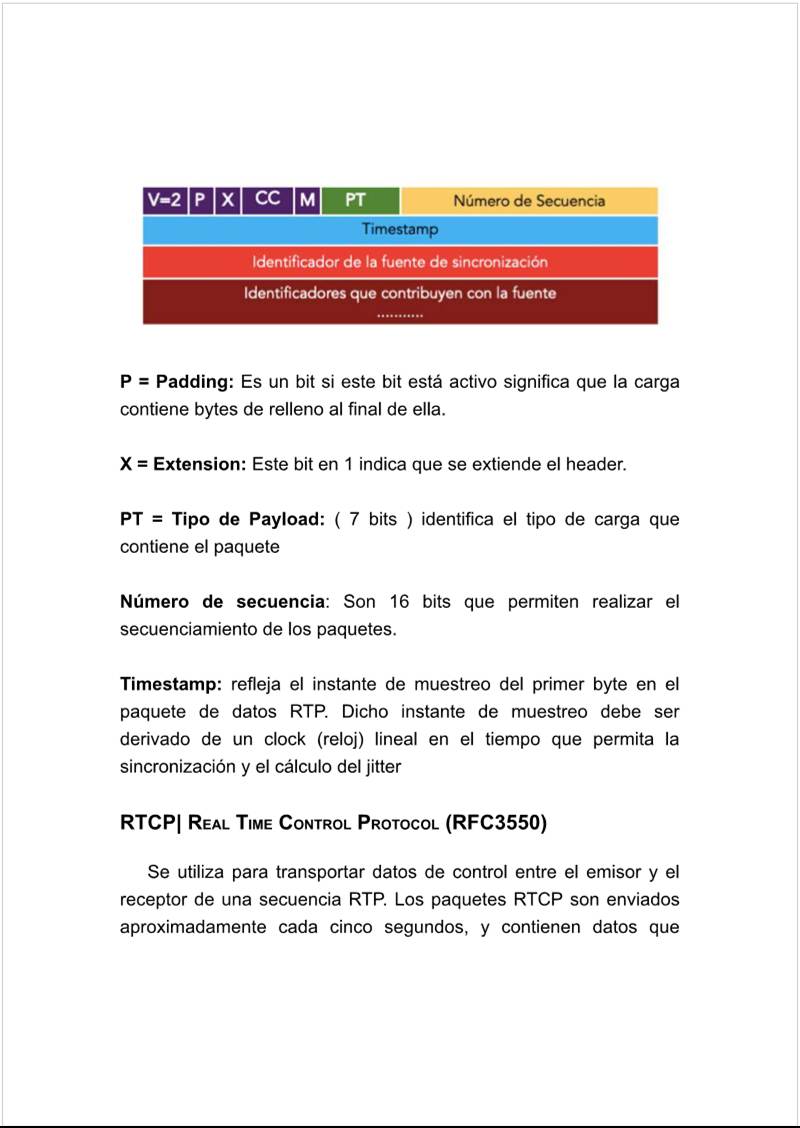 V=2 P X CC M PT Número de Secuencia
Timestamp
Identificador de la fuente de sincronización
Identificadores que contribuyen con la fuente
...........
P = Padding: Es un bit si este bit está activo significa que la carga
contiene bytes de relleno al final de ella.
X = Extension: Este bit en 1 indica que se extiende el header.
PT = Tipo de Payload: ( 7 bits ) identifica el tipo de carga que
contiene el paquete
Número de secuencia: Son 16 bits que permiten realizar el
secuenciamiento de los paquetes.
Timestamp: refleja el instante de muestreo del primer byte en el
paquete de datos RTP. Dicho instante de muestreo debe ser
derivado de un clock (reloj) lineal en el tiempo que permita la
sincronización y el cálculo del jitter
RTCP| REAL TIME CONTROL PROTOCOL (RFC3550)
Se utiliza para transportar datos de control entre el emisor y el
receptor de una secuencia RTP. Los paquetes RTCP son enviados
aproximadamente cada cinco segundos, y contienen datos que